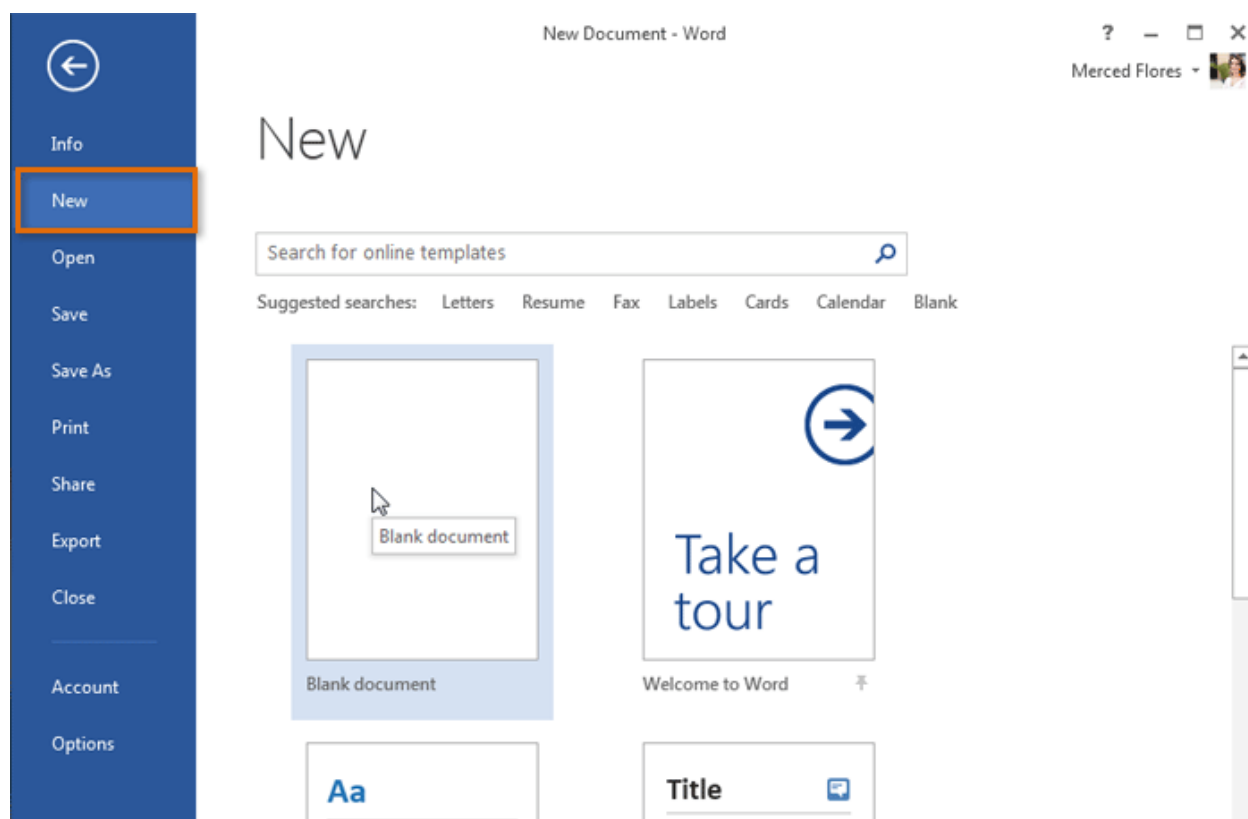 New Document - Word
?
Merced Flores
Info
New
Open
Save
Save As
Print
Share
Export
Close
Account
Options
New
Search for online templates
Suggested searches: Letters Resume Fax Labels Cards Calendar Blank
Blank document
Take a
tour
Blank document
Welcome to Word
Aa
Title